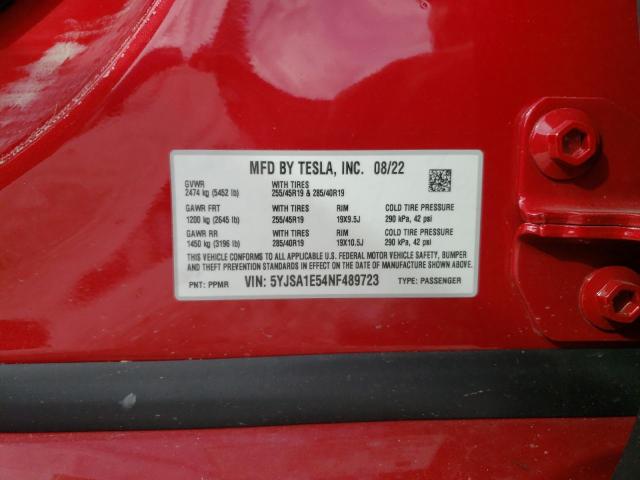 MFD BY TESLA, INC. 08/22
GVWR WITH TIRES
2474 kg (5452 lb) 255/45R19 & 285/40R19
GAWR FRT WITH TIRES RIM COLD TIRE PRESSURE
1200 kg (2645 lb) 255/45R19 19X9.5J 290 kPa, 42 psi
GAWR RR WITH TIRES RIM COLD TIRE PRESSURE
1450 kg (3196 lb) 285/40R19 19X10.5J 290 kPa, 42 psi
THIS VEHICLE CONFORMS TO ALL APPLICABLE U.S. FEDERAL MOTOR VEHICLE SAFETY, BUMPER
AND THEFT PREVENTION STANDARDS IN EFFECT ON THE DATE OF MANUFACTURE SHOWN ABOVE.
PNT: PPMR VIN: 5YJSA1E54NF489723 TYPE: PASSENGER